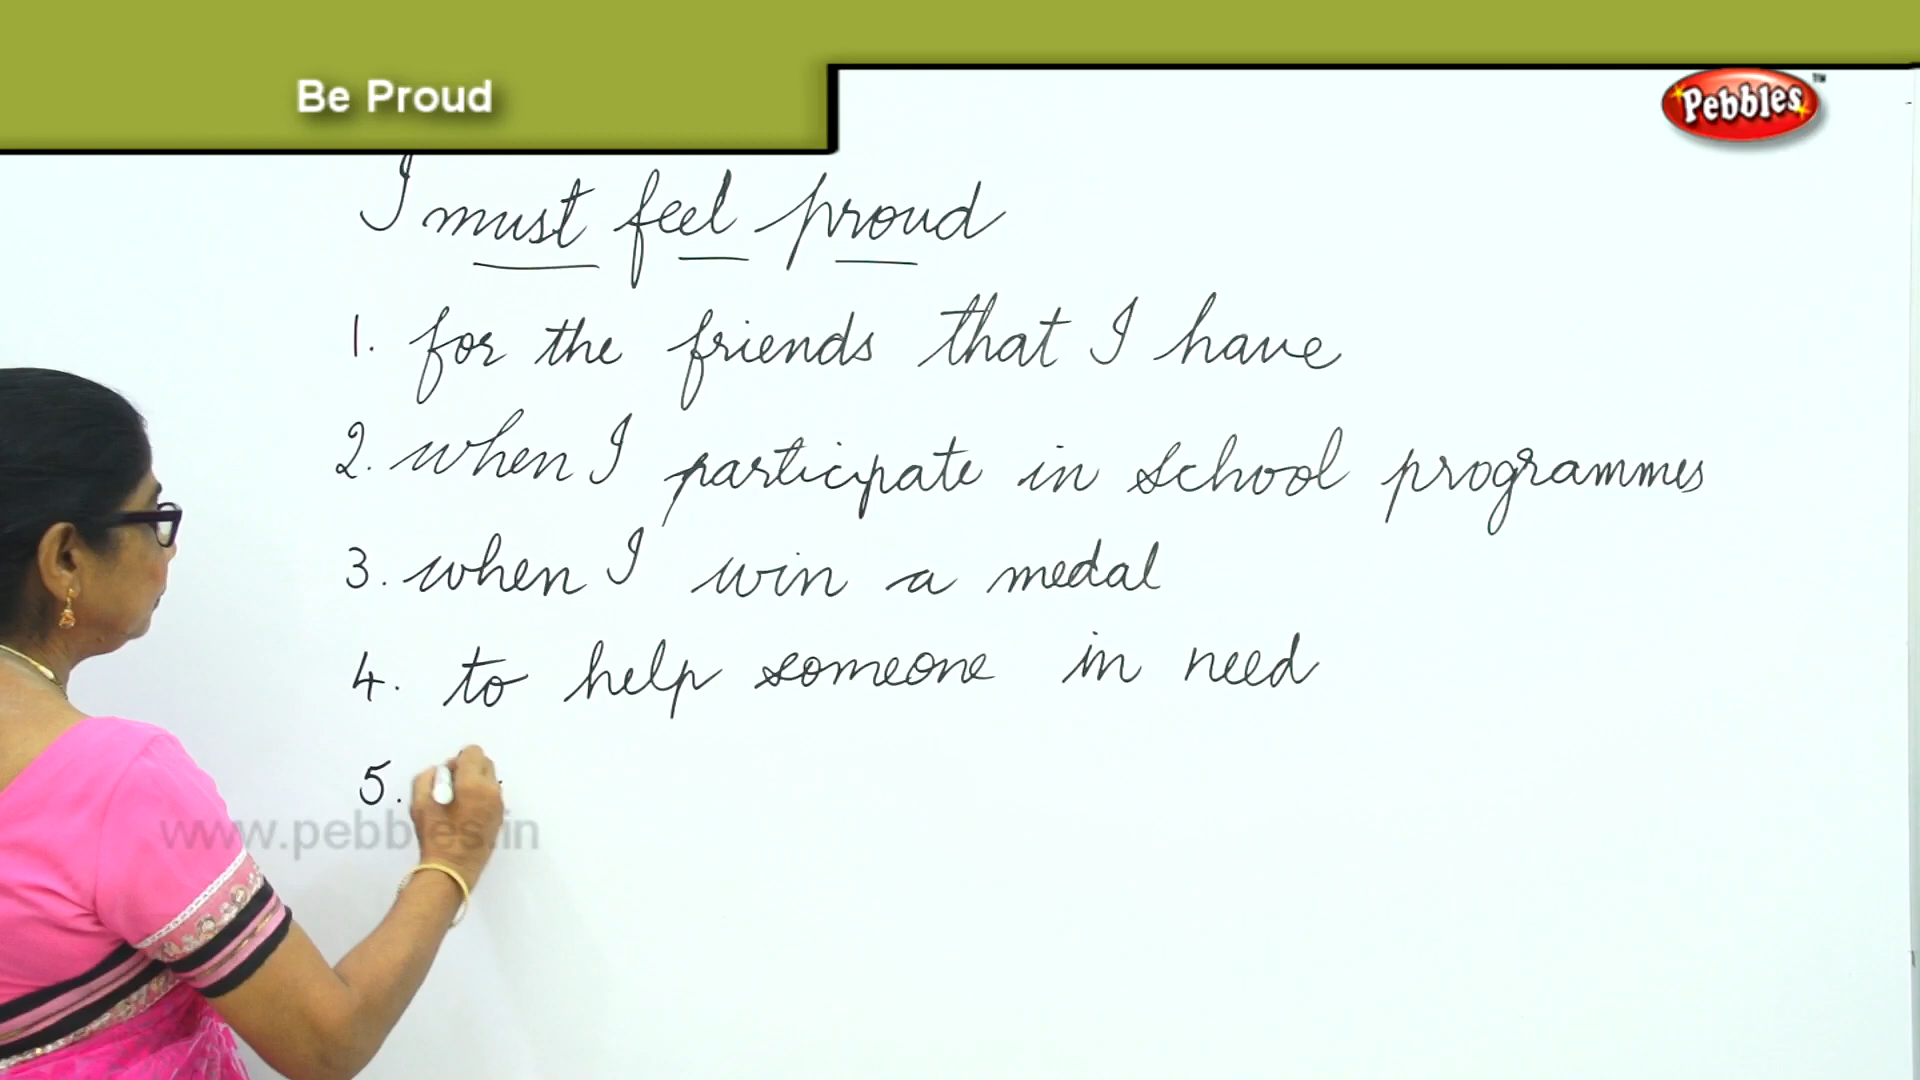 Be Proud
Pebbles™
I must feel proud
1. for the friends that I have
2. when I participate in school programmes
3. when I win a medal
4. to help someone in need
5.
www.pebbles.in